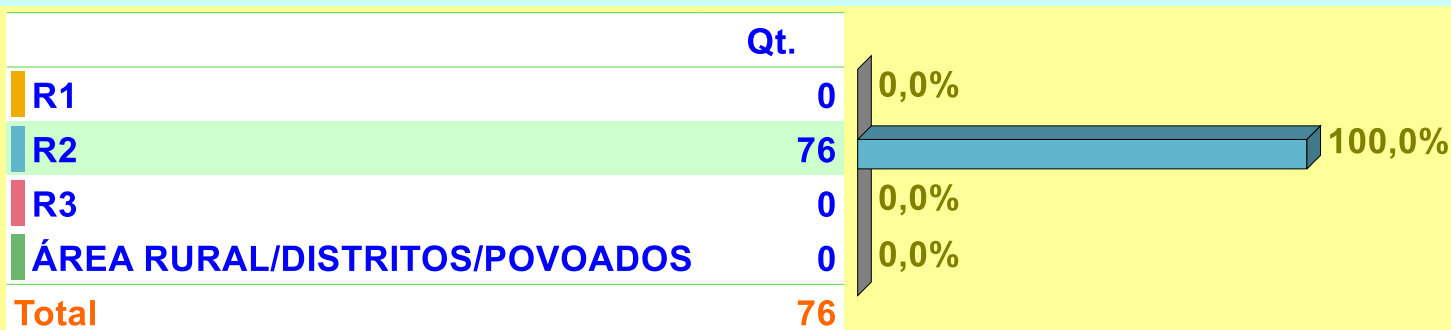 Qt.
R1 0 0,0%
R2 76 100,0%
R3 0 0,0%
ÁREA RURAL/DISTRITOS/POVOADOS 0 0,0%
Total 76